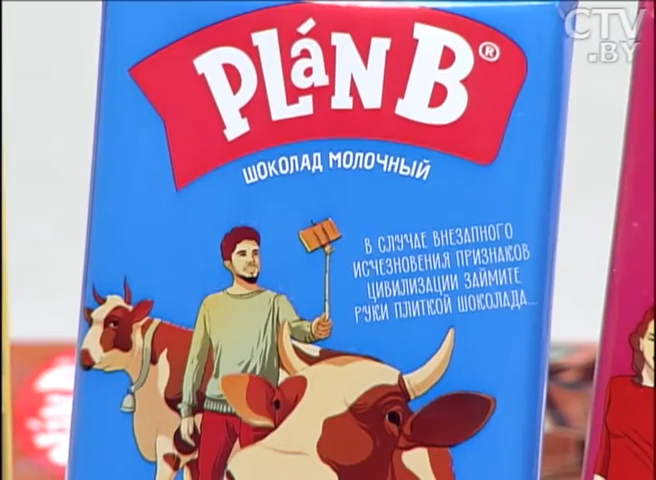 CTV
.BY
PLáN B®
ШОКОЛАД МОЛОЧНЫЙ
В СЛУЧАЕ ВНЕЗАПНОГО
ИСЧЕЗНОВЕНИЯ ПРИЗНАКОВ
ЦИВИЛИЗАЦИИ ЗАЙМИТЕ
РУКИ ПЛИТКОЙ ШОКОЛАДА...